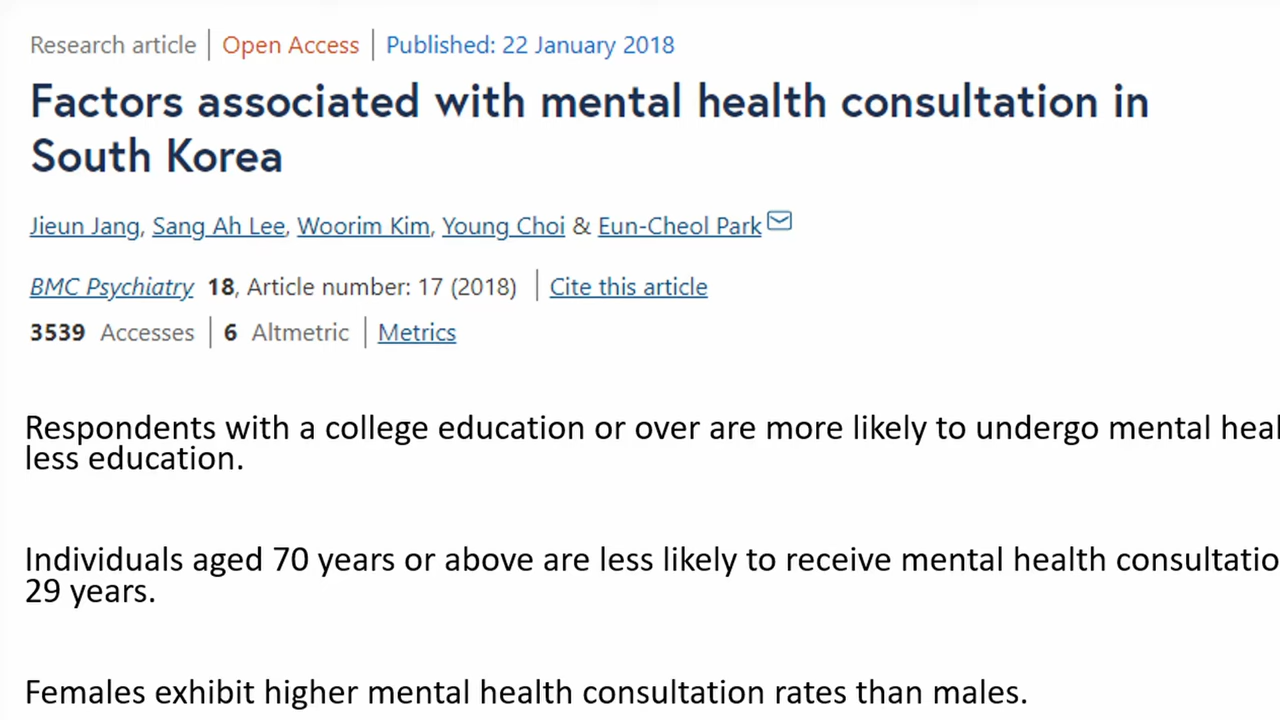 Research article | Open Access | Published: 22 January 2018
Factors associated with mental health consultation in
South Korea
Jieun Jang, Sang Ah Lee, Woorim Kim, Young Choi & Eun-Cheol Park
BMC Psychiatry 18, Article number: 17 (2018) | Cite this article
3539 Accesses | 6 Altmetric | Metrics
Respondents with a college education or over are more likely to undergo mental heal
less education.
Individuals aged 70 years or above are less likely to receive mental health consultatio
29 years.
Females exhibit higher mental health consultation rates than males.